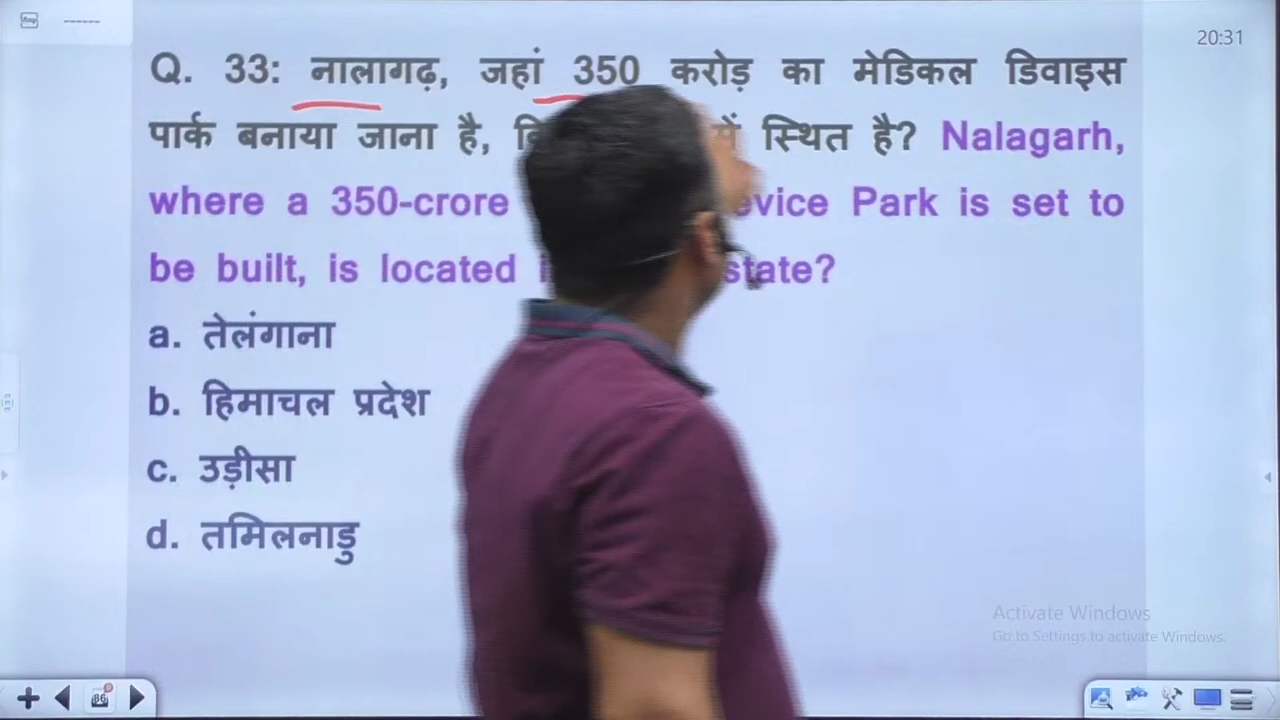 20:31
Q. 33: नालागढ़, जहां 350 करोड़ का मेडिकल डिवाइस
पार्क बनाया जाना है, में स्थित है? Nalagarh,
where a 350-crore Park is set to
be built, is located state?
a. तेलंगाना
b. हिमाचल प्रदेश
c. उड़ीसा
d. तमिलनाडु
Activate Windows
Go to Settings to activate Windows.
86